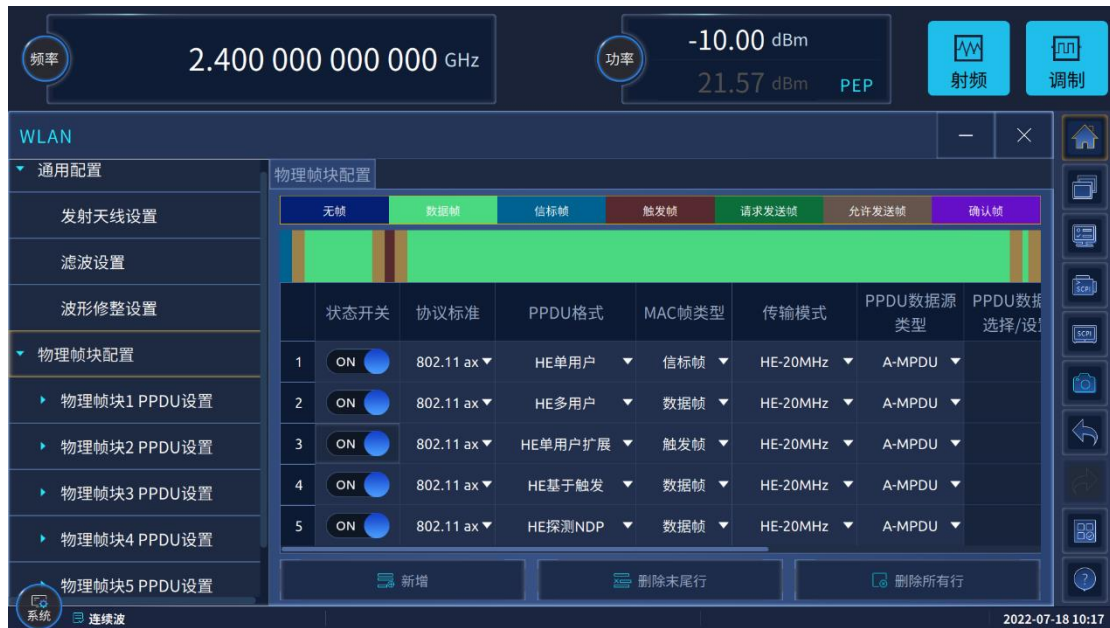 频率
2.400 000 000 000 GHz
功率
-10.00 dBm
21.57 dBm PEP
射频
调制
WLAN
通用配置
发射天线设置
滤波设置
波形修整设置
物理帧块配置
物理帧块1 PPDU设置
物理帧块2 PPDU设置
物理帧块3 PPDU设置
物理帧块4 PPDU设置
物理帧块5 PPDU设置
物理帧块配置
无帧 数据帧 信标帧 触发帧 请求发送帧 允许发送帧 确认帧
状态开关 协议标准 PPDU格式 MAC帧类型 传输模式 PPDU数据源 PPDU数据
类型 选择/设
1 ON 802.11 ax HE单用户 信标帧 HE-20MHz A-MPDU
2 ON 802.11 ax HE多用户 数据帧 HE-20MHz A-MPDU
3 ON 802.11 ax HE单用户扩展 触发帧 HE-20MHz A-MPDU
4 ON 802.11 ax HE基于触发 数据帧 HE-20MHz A-MPDU
5 ON 802.11 ax HE探测NDP 数据帧 HE-20MHz A-MPDU
新增 删除末尾行 删除所有行
SCPI
SCPI
系统
连续波
2022-07-18 10:17